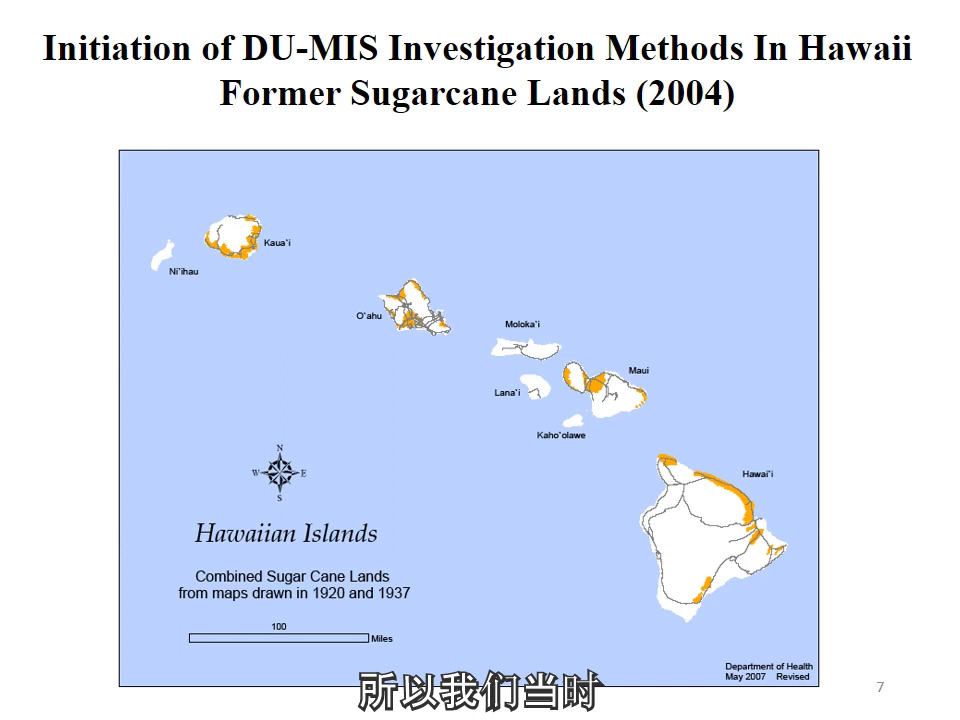 Initiation of DU-MIS Investigation Methods In Hawaii
Former Sugarcane Lands (2004)
Kaua`i
Ni`ihau
O`ahu
Moloka`i
Maui
Lana`i
Kaho`olawe
Hawai`i
N
W
E
S
Hawaiian Islands
Combined Sugar Cane Lands
from maps drawn in 1920 and 1937
100
Miles
Department of Health
May 2007 Revised
所以我们当时
7